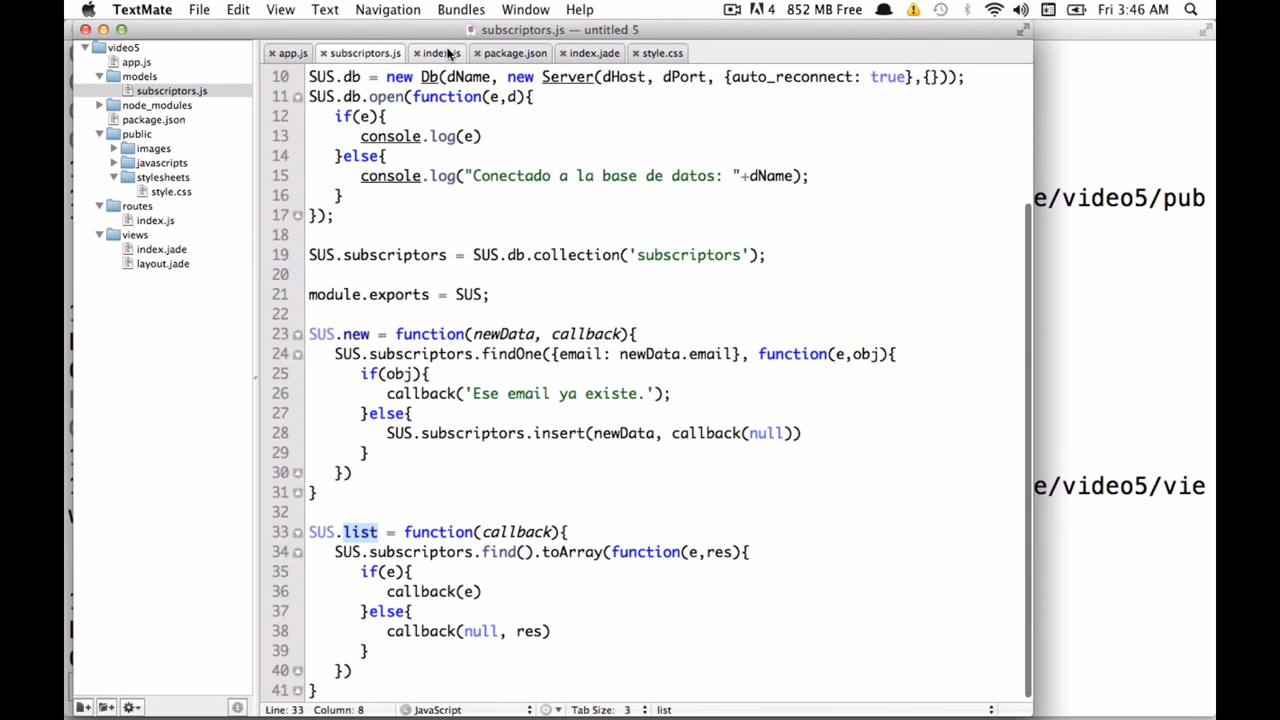 TextMate File Edit View Text Navigation Bundles Window Help 4 852 MB Free Fri 3:46 AM
subscriptors.js — untitled 5
app.js subscriptors.js index.js package.json index.jade style.css
video5
app.js
models
subscriptors.js
node_modules
package.json
public
images
javascripts
stylesheets
style.css
routes
index.js
views
index.jade
layout.jade
10 SUS.db = new Db(dName, new Server(dHost, dPort, {auto_reconnect: true},{}));
11 SUS.db.open(function(e,d){
12 if(e){
13 console.log(e)
14 }else{
15 console.log("Conectado a la base de datos: "+dName);
16 }
17 });
18
19 SUS.subscriptors = SUS.db.collection('subscriptors');
20
21 module.exports = SUS;
22
23 SUS.new = function(newData, callback){
24 SUS.subscriptors.findOne({email: newData.email}, function(e,obj){
25 if(obj){
26 callback('Ese email ya existe.');
27 }else{
28 SUS.subscriptors.insert(newData, callback(null))
29 }
30 })
31 }
32
33 SUS.list = function(callback){
34 SUS.subscriptors.find().toArray(function(e,res){
35 if(e){
36 callback(e)
37 }else{
38 callback(null, res)
39 }
40 })
41 }
e/video5/pub
e/video5/vie
Line: 33 Column: 8 JavaScript Tab Size: 3 list